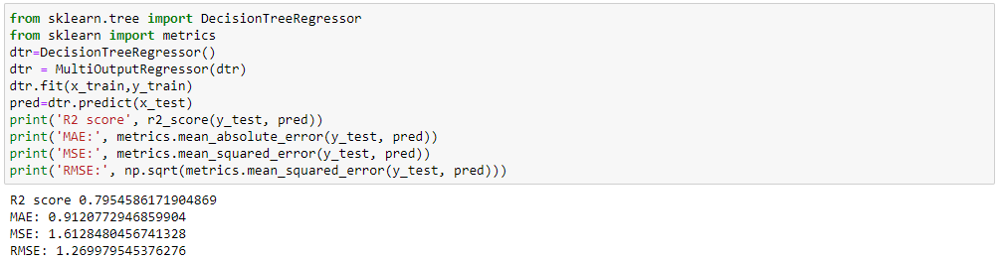 from sklearn.tree import DecisionTreeRegressor
from sklearn import metrics
dtr=DecisionTreeRegressor()
dtr = MultiOutputRegressor(dtr)
dtr.fit(x_train,y_train)
pred=dtr.predict(x_test)
print('R2 score', r2_score(y_test, pred))
print('MAE:', metrics.mean_absolute_error(y_test, pred))
print('MSE:', metrics.mean_squared_error(y_test, pred))
print('RMSE:', np.sqrt(metrics.mean_squared_error(y_test, pred)))
R2 score 0.7954586171904869
MAE: 0.9120772946859904
MSE: 1.6128480456741328
RMSE: 1.269979545376276